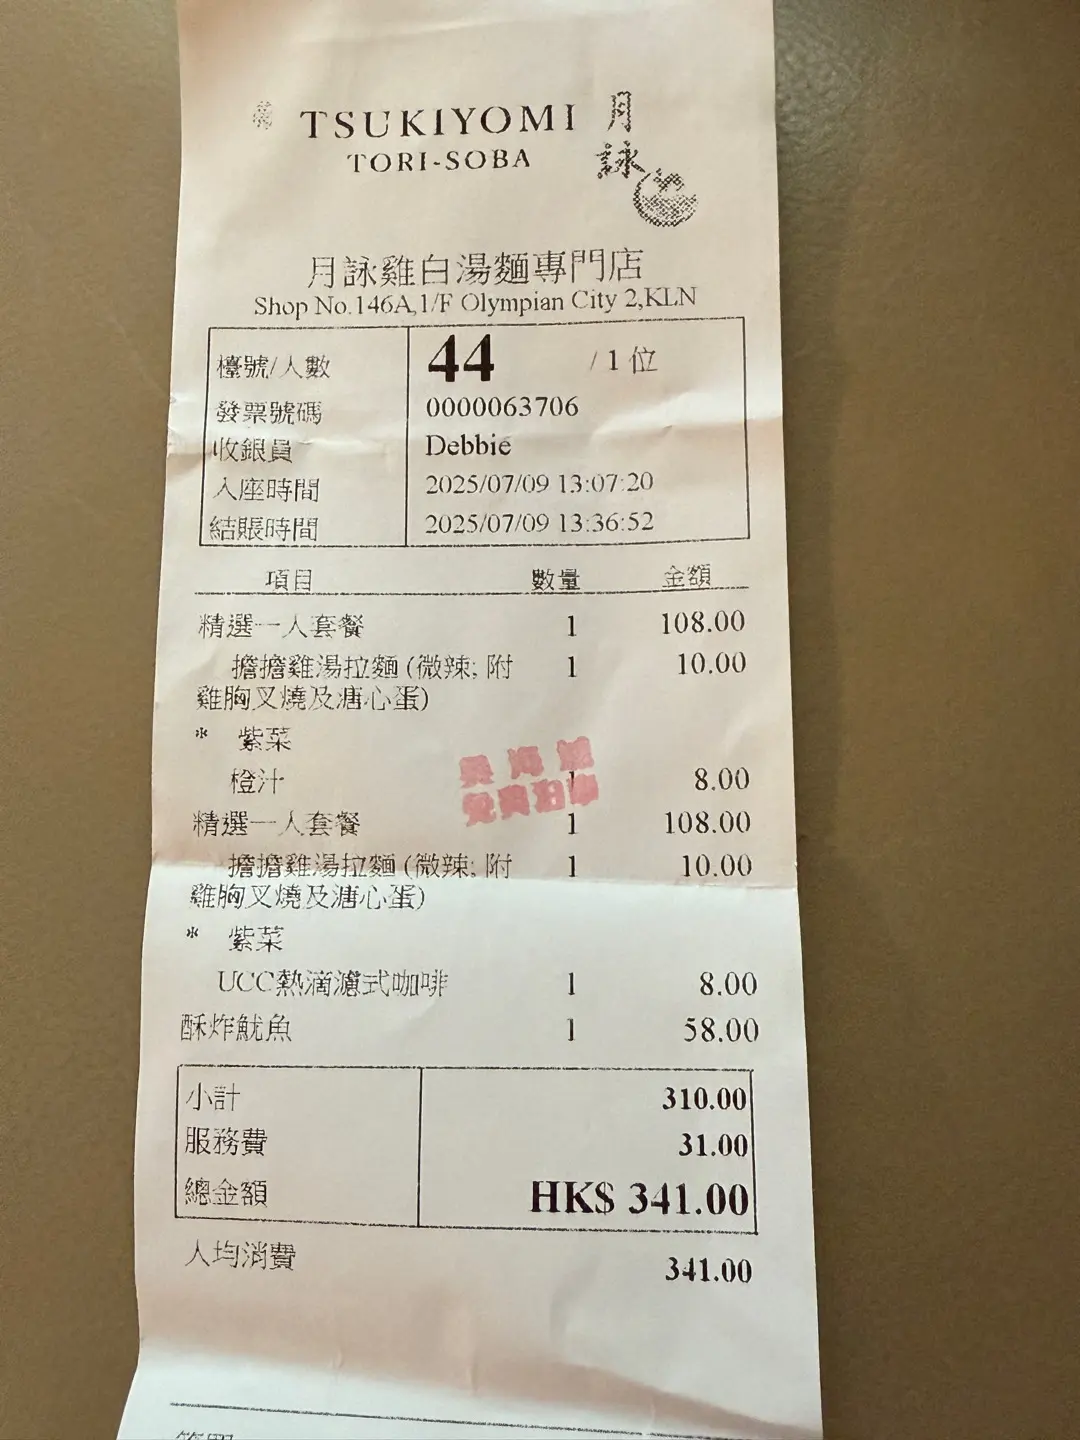 TSUKIYOMI 月詠
TORI-SOBA
月詠雞白湯麵專門店
Shop No.146A,1/F Olympian City 2,KLN
檯號/人數 44 / 1 位
發票號碼 0000063706
收銀員 Debbie
入座時間 2025/07/09 13:07:20
結賬時間 2025/07/09 13:36:52
項目 數量 金額
精選一人套餐 1 108.00
擔擔雞湯拉麵 (微辣; 附 1 10.00
雞胸叉燒及溏心蛋)
* 紫菜
橙汁 1 8.00
精選一人套餐 1 108.00
擔擔雞湯拉麵 (微辣; 附 1 10.00
雞胸叉燒及溏心蛋)
* 紫菜
UCC熱滴濾式咖啡 1 8.00
酥炸魷魚 1 58.00
小計 310.00
服務費 31.00
總金額 HK$ 341.00
人均消費 341.00